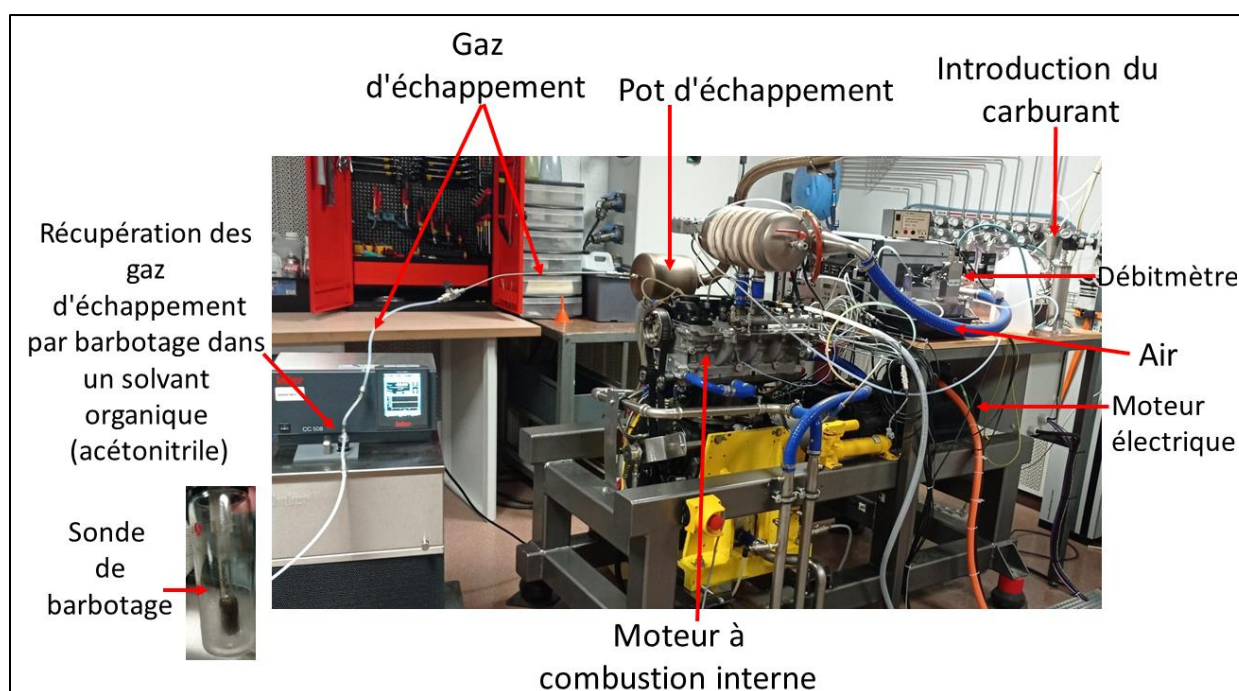 Gaz
d'échappement
Pot d'échappement
Introduction du
carburant
Récupération des
gaz
d'échappement
par barbotage dans
un solvant
organique
(acétonitrile)
Débitmètre
Air
Moteur
électrique
Sonde
de
barbotage
Moteur à
combustion interne
CC 508
huber